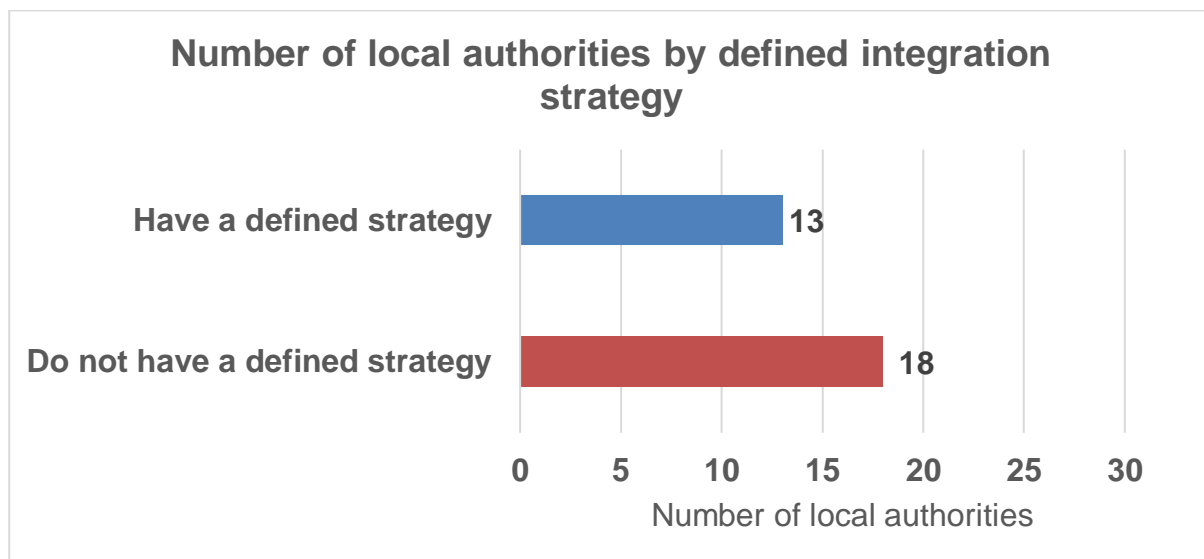 Number of local authorities by defined integration
strategy
Have a defined strategy
13
Do not have a defined strategy
18
0 5 10 15 20 25 30
Number of local authorities